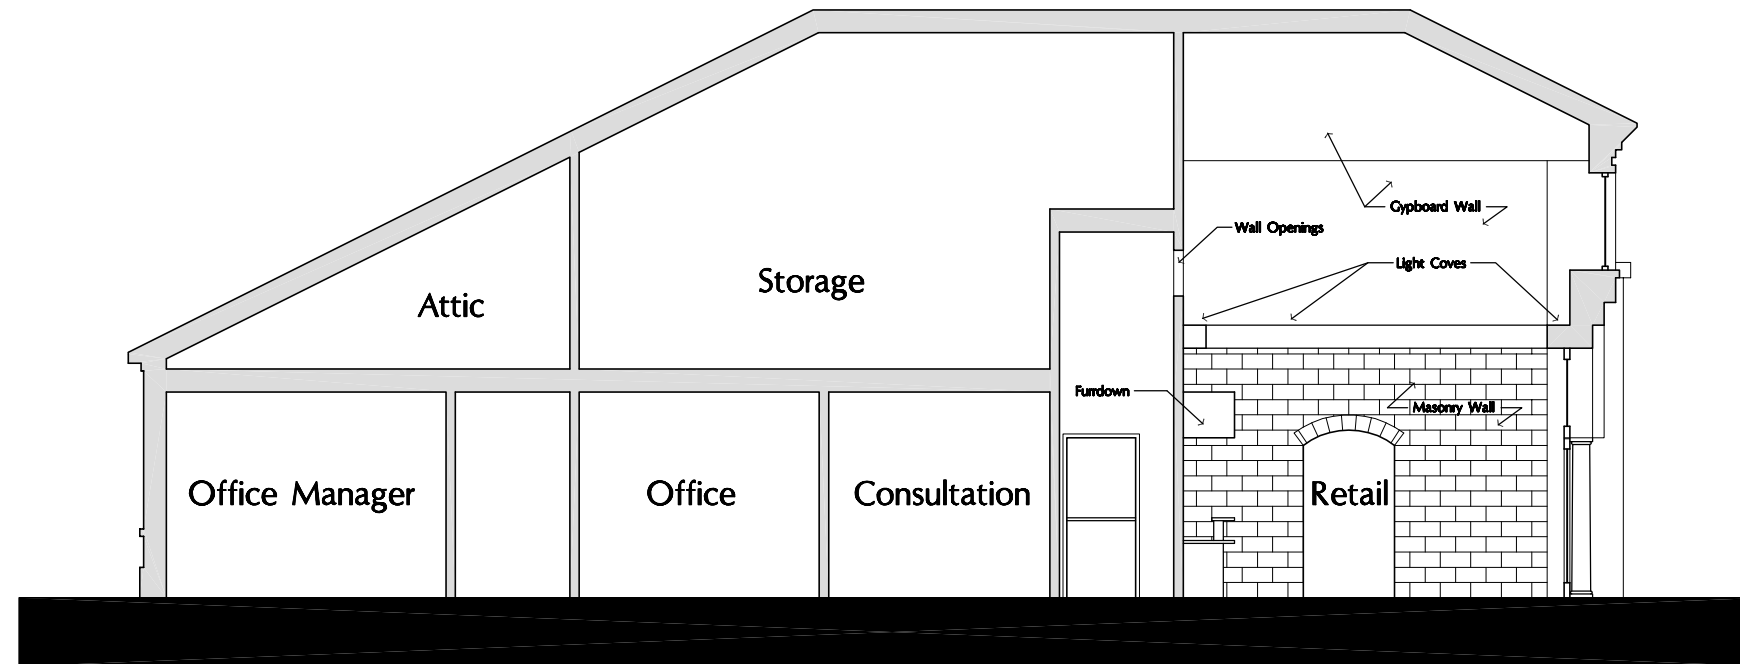 Gypboard Wall
Wall Openings
Light Coves
Storage
Attic
Furrdown
Masonry Wall
Office Manager
Office
Consultation
Retail